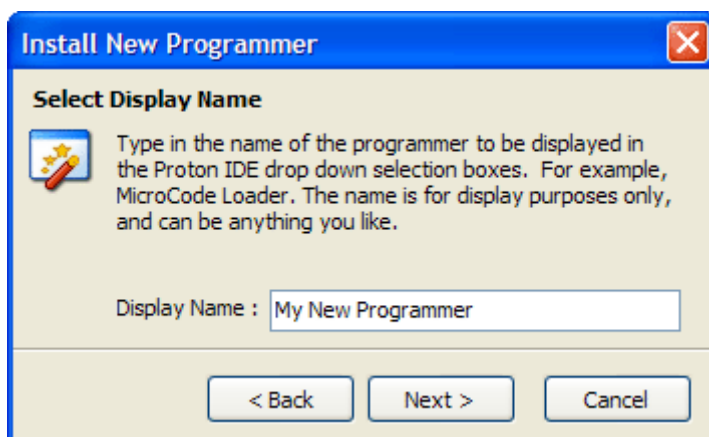 Install New Programmer
Select Display Name
Type in the name of the programmer to be displayed in
the Proton IDE drop down selection boxes.  For example,
MicroCode Loader. The name is for display purposes only,
and can be anything you like.
Display Name : My New Programmer
< Back Next > Cancel